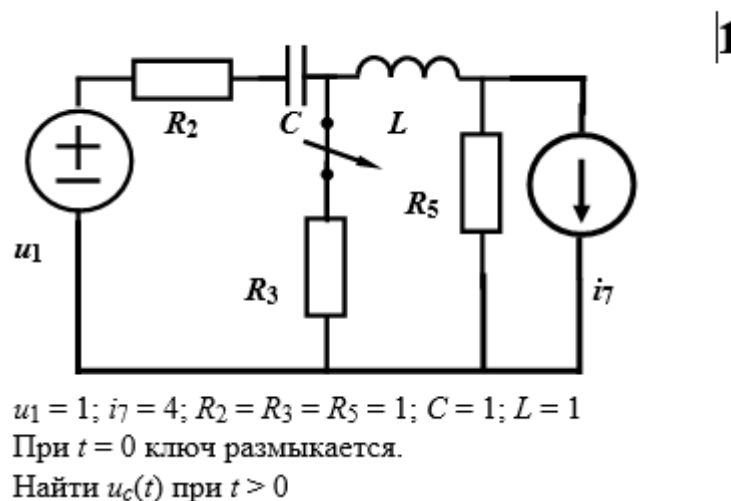 1
R2
C
L
R5
u1
R3
i7
u1 = 1; i7 = 4; R2 = R3 = R5 = 1; C = 1; L = 1
При t = 0 ключ размыкается.
Найти uc(t) при t > 0